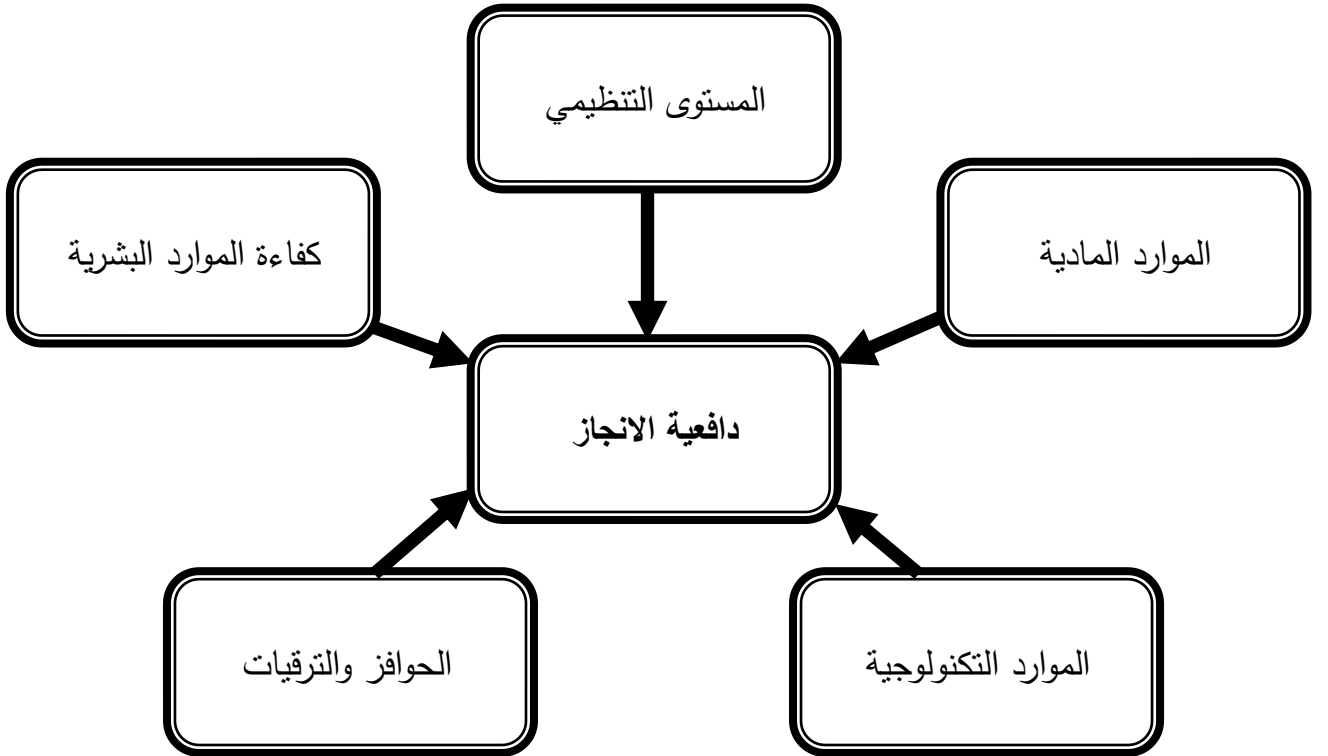 المستوى التنظيمي
الموارد المادية
كفاءة الموارد البشرية
دافعية الانجاز
الموارد التكنولوجية
الحوافز والترقيات